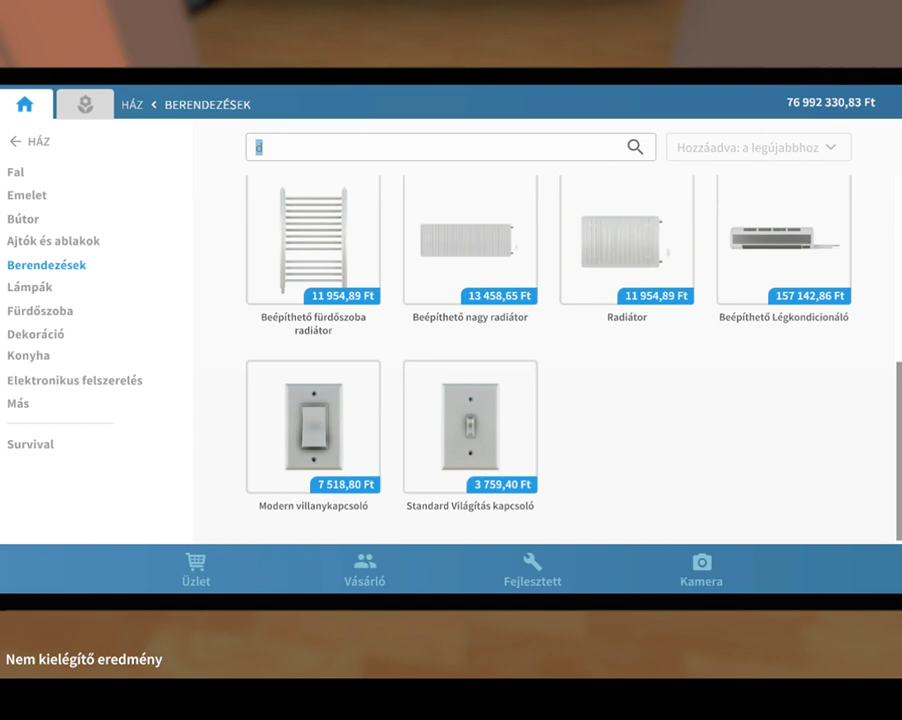 HÁZ < BERENDEZÉSEK
76 992 330,83 Ft
← HÁZ
Fal
Emelet
Bútor
Ajtók és ablakok
Berendezések
Lámpák
Fürdőszoba
Dekoráció
Konyha
Elektronikus felszerelés
Más
Survival
d
Hozzáadva: a legújabbhoz
11 954,89 Ft
Beépíthető fürdőszoba
radiátor
13 458,65 Ft
Beépíthető nagy radiátor
11 954,89 Ft
Radiátor
157 142,86 Ft
Beépíthető Légkondicionáló
7 518,80 Ft
Modern villanykapcsoló
3 759,40 Ft
Standard Világítás kapcsoló
Üzlet
Vásárló
Fejlesztett
Kamera
Nem kielégítő eredmény